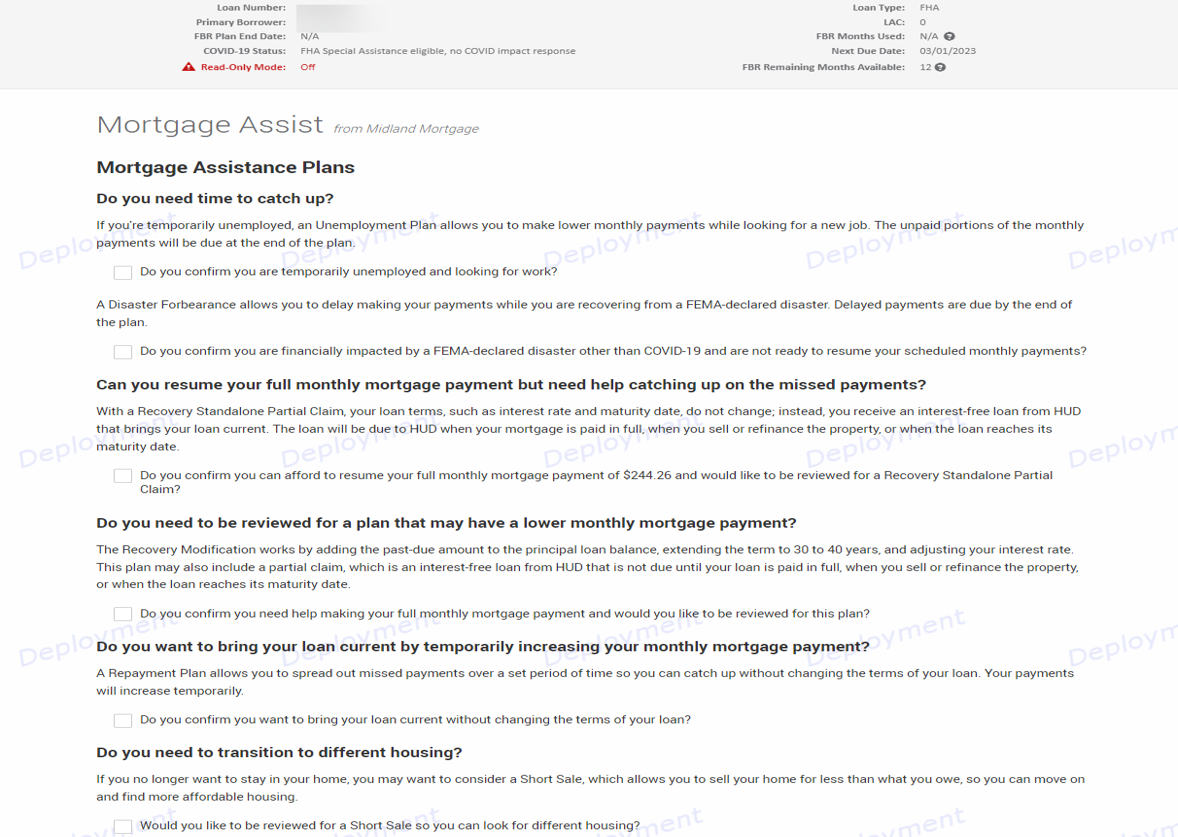 Loan Number:
Primary Borrower:
FBR Plan End Date: N/A
COVID-19 Status: FHA Special Assistance eligible, no COVID impact response
Read-Only Mode: Off
Loan Type: FHA
LAC: 0
FBR Months Used: N/A ?
Next Due Date: 03/01/2023
FBR Remaining Months Available: 12 ?
Mortgage Assist from Midland Mortgage
Mortgage Assistance Plans
Do you need time to catch up?
If you're temporarily unemployed, an Unemployment Plan allows you to make lower monthly payments while looking for a new job. The unpaid portions of the monthly
payments will be due at the end of the plan.
Deployment Deployment Deployment Deployment Deploym
Do you confirm you are temporarily unemployed and looking for work?
A Disaster Forbearance allows you to delay making your payments while you are recovering from a FEMA-declared disaster. Delayed payments are due by the end of
the plan.
Do you confirm you are financially impacted by a FEMA-declared disaster other than COVID-19 and are not ready to resume your scheduled monthly payments?
Can you resume your full monthly mortgage payment but need help catching up on the missed payments?
With a Recovery Standalone Partial Claim, your loan terms, such as interest rate and maturity date, do not change; instead, you receive an interest-free loan from HUD
that brings your loan current. The loan will be due to HUD when your mortgage is paid in full, when you sell or refinance the property, or when the loan reaches its
maturity date.
Deployment Deployment Deployment Deployment Deploym
Do you confirm you can afford to resume your full monthly mortgage payment of $244.26 and would like to be reviewed for a Recovery Standalone Partial
Claim?
Do you need to be reviewed for a plan that may have a lower monthly mortgage payment?
The Recovery Modification works by adding the past-due amount to the principal loan balance, extending the term to 30 to 40 years, and adjusting your interest rate.
This plan may also include a partial claim, which is an interest-free loan from HUD that is not due until your loan is paid in full, when you sell or refinance the property,
or when the loan reaches its maturity date.
Do you confirm you need help making your full monthly mortgage payment and would you like to be reviewed for this plan?
Deployment Deployment Deployment Deployment Deploym
Do you want to bring your loan current by temporarily increasing your monthly mortgage payment?
A Repayment Plan allows you to spread out missed payments over a set period of time so you can catch up without changing the terms of your loan. Your payments
will increase temporarily.
Do you confirm you want to bring your loan current without changing the terms of your loan?
Do you need to transition to different housing?
If you no longer want to stay in your home, you may want to consider a Short Sale, which allows you to sell your home for less than what you owe, so you can move on
and find more affordable housing.
Would you like to be reviewed for a Short Sale so you can look for different housing?